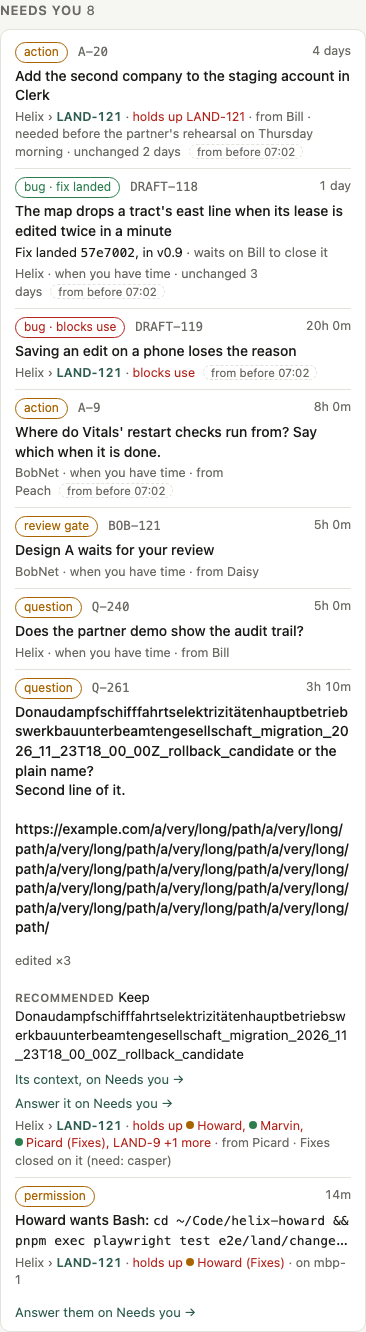 NEEDS YOU 8
action A-20 4 days
Add the second company to the staging account in
Clerk
Helix › LAND-121 · holds up LAND-121 · from Bill ·
needed before the partner's rehearsal on Thursday
morning · unchanged 2 days from before 07:02
bug · fix landed DRAFT-118 1 day
The map drops a tract's east line when its lease is
edited twice in a minute
Fix landed 57e7002, in v0.9 · waits on Bill to close it
Helix · when you have time · unchanged 3
days from before 07:02
bug · blocks use DRAFT-119 20h 0m
Saving an edit on a phone loses the reason
Helix › LAND-121 · blocks use from before 07:02
action A-9 8h 0m
Where do Vitals' restart checks run from? Say
which when it is done.
BobNet · when you have time · from
Peach from before 07:02
review gate BOB-121 5h 0m
Design A waits for your review
BobNet · when you have time · from Daisy
question Q-240 5h 0m
Does the partner demo show the audit trail?
Helix · when you have time · from Bill
question Q-261 3h 10m
Donaudampfschifffahrtselektrizitätenhauptbetrieb
swerkbauunterbeamtengesellschaft_migration_20
26_11_23T18_00_00Z_rollback_candidate or the
plain name?
Second line of it.
https://example.com/a/very/long/path/a/very/long/
path/a/very/long/path/a/very/long/path/a/very/long/
path/a/very/long/path/a/very/long/path/a/very/long/
path/a/very/long/path/a/very/long/path/a/very/long/
path/a/very/long/path/a/very/long/path/a/very/long/
path/
edited ×3
RECOMMENDED Keep
Donaudampfschifffahrtselektrizitätenhauptbetriebsw
erkbauunterbeamtengesellschaft_migration_2026_11
_23T18_00_00Z_rollback_candidate
Its context, on Needs you →
Answer it on Needs you →
Helix › LAND-121 · holds up Howard, Marvin,
Picard (Fixes), LAND-9 +1 more · from Picard · Fixes
closed on it (need: casper)
permission 14m
Howard wants Bash: cd ~/Code/helix-howard &&
pnpm exec playwright test e2e/land/change…
Helix › LAND-121 · holds up Howard (Fixes) · on mbp-
1
Answer them on Needs you →